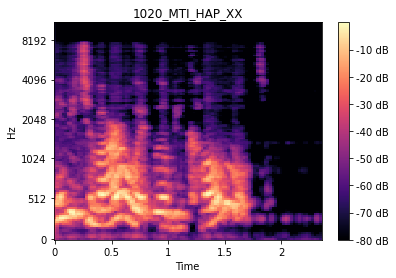 1020_MTI_HAP_XX
8192
4096
2048
1024
512
0
Hz
0
0.5
1
1.5
2
Time
-10 dB
-20 dB
-30 dB
-40 dB
-50 dB
-60 dB
-70 dB
-80 dB